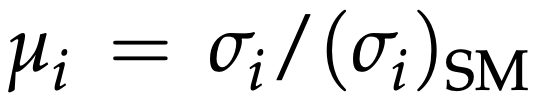 μ_i = σ_i/(σ_i)_SM